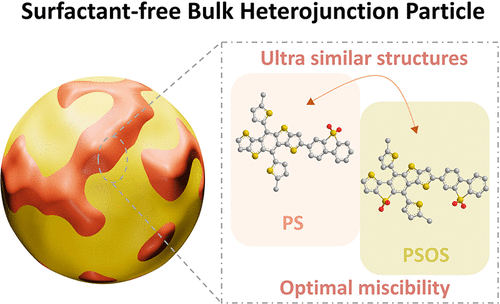 Surfactant-free Bulk Heterojunction Particle
Ultra similar structures
PS
PSOS
Optimal miscibility